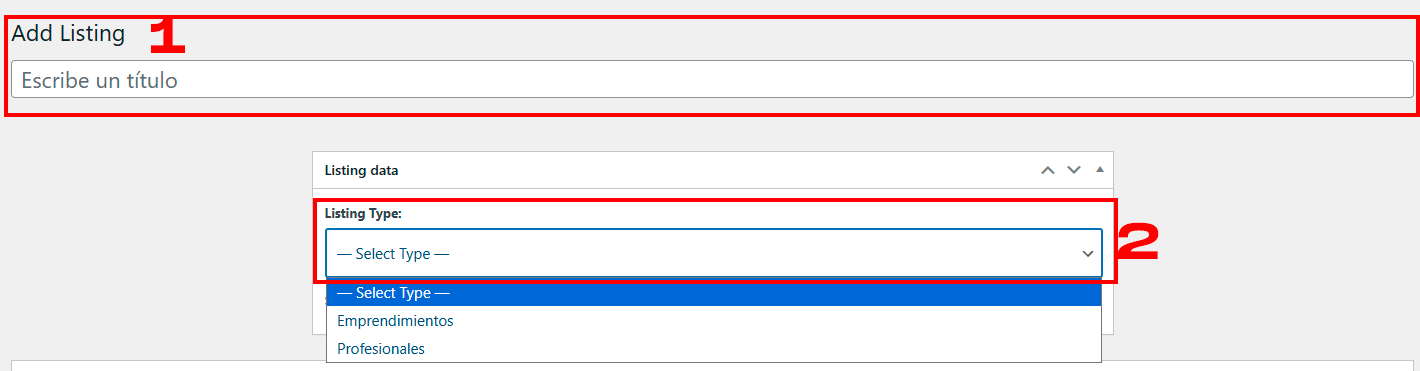 Add Listing 1
Escribe un título
Listing data
Listing Type:
— Select Type —
2
— Select Type —
Emprendimientos
Profesionales